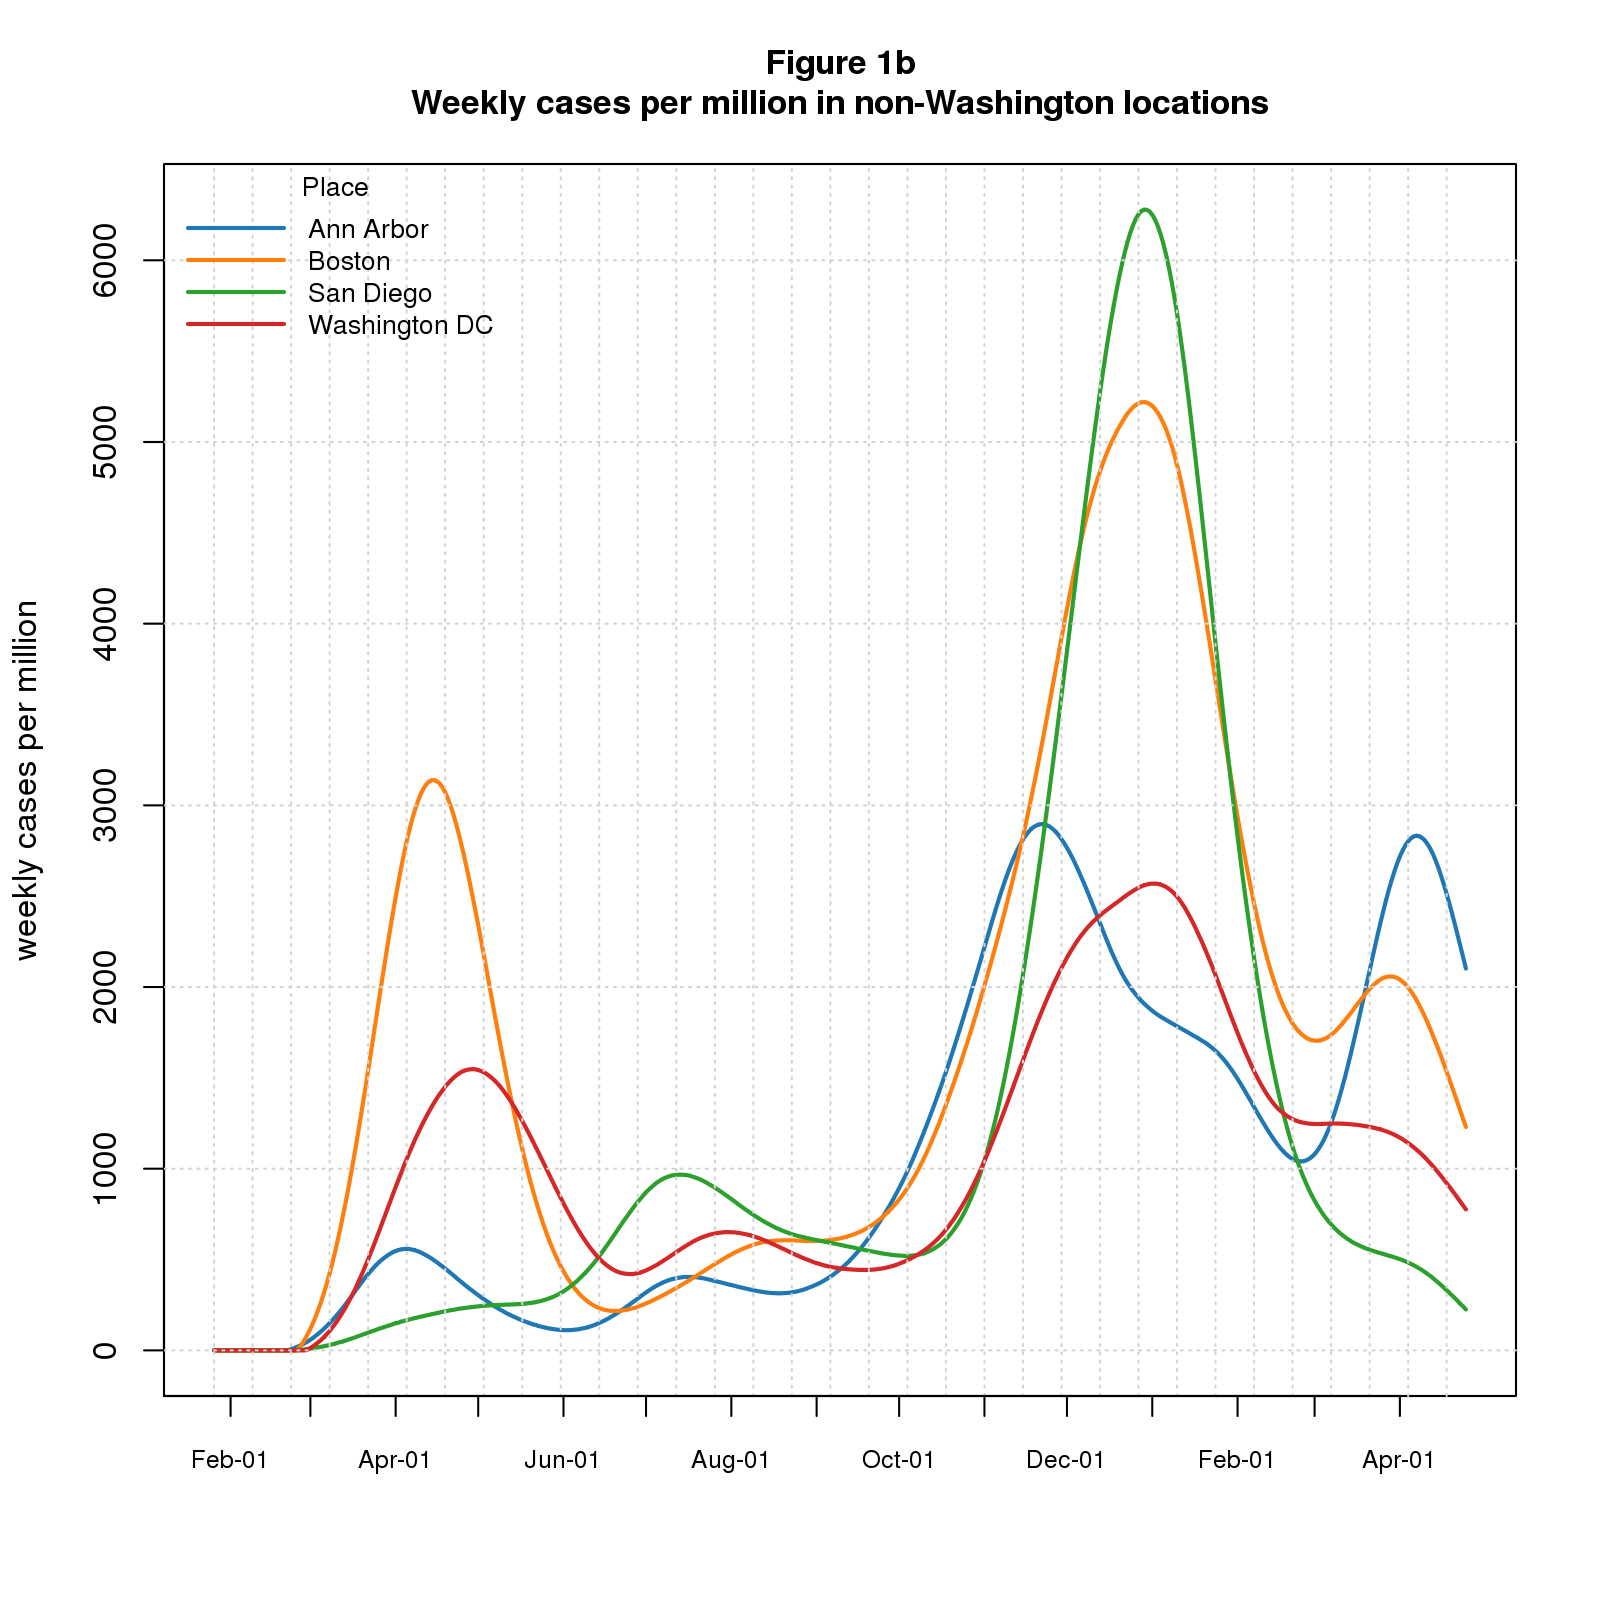 Figure 1b
Weekly cases per million in non-Washington locations
Place
Ann Arbor
Boston
San Diego
Washington DC
weekly cases per million
6000
5000
4000
3000
2000
1000
0
Feb-01 Apr-01 Jun-01 Aug-01 Oct-01 Dec-01 Feb-01 Apr-01